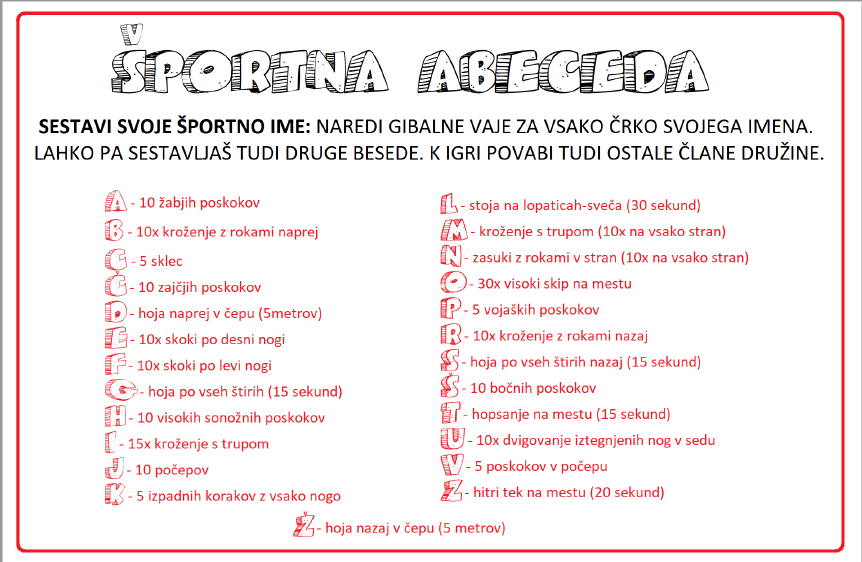 ŠPORTNA ABECEDA
SESTAVI SVOJE ŠPORTNO IME: NAREDI GIBALNE VAJE ZA VSAKO ČRKO SVOJEGA IMENA.
LAHKO PA SESTAVLJAŠ TUDI DRUGE BESEDE. K IGRI POVABI TUDI OSTALE ČLANE DRUŽINE.
A - 10 žabjih poskokov
B - 10x kroženje z rokami naprej
C - 5 sklec
Č - 10 zajčjih poskokov
D - hoja naprej v čepu (5metrov)
E - 10x skoki po desni nogi
F - 10x skoki po levi nogi
G - hoja po vseh štirih (15 sekund)
H - 10 visokih sonožnih poskokov
I - 15x kroženje s trupom
J - 10 počepov
K - 5 izpadnih korakov z vsako nogo
L - stoja na lopaticah-sveča (30 sekund)
M - kroženje s trupom (10x na vsako stran)
N - zasuki z rokami v stran (10x na vsako stran)
O - 30x visoki skip na mestu
P - 5 vojaških poskokov
R - 10x kroženje z rokami nazaj
S - hoja po vseh štirih nazaj (15 sekund)
Š - 10 bočnih poskokov
T - hopsanje na mestu (15 sekund)
U - 10x dvigovanje iztegnjenih nog v sedu
V - 5 poskokov v počepu
Z - hitri tek na mestu (20 sekund)
Ž - hoja nazaj v čepu (5 metrov)